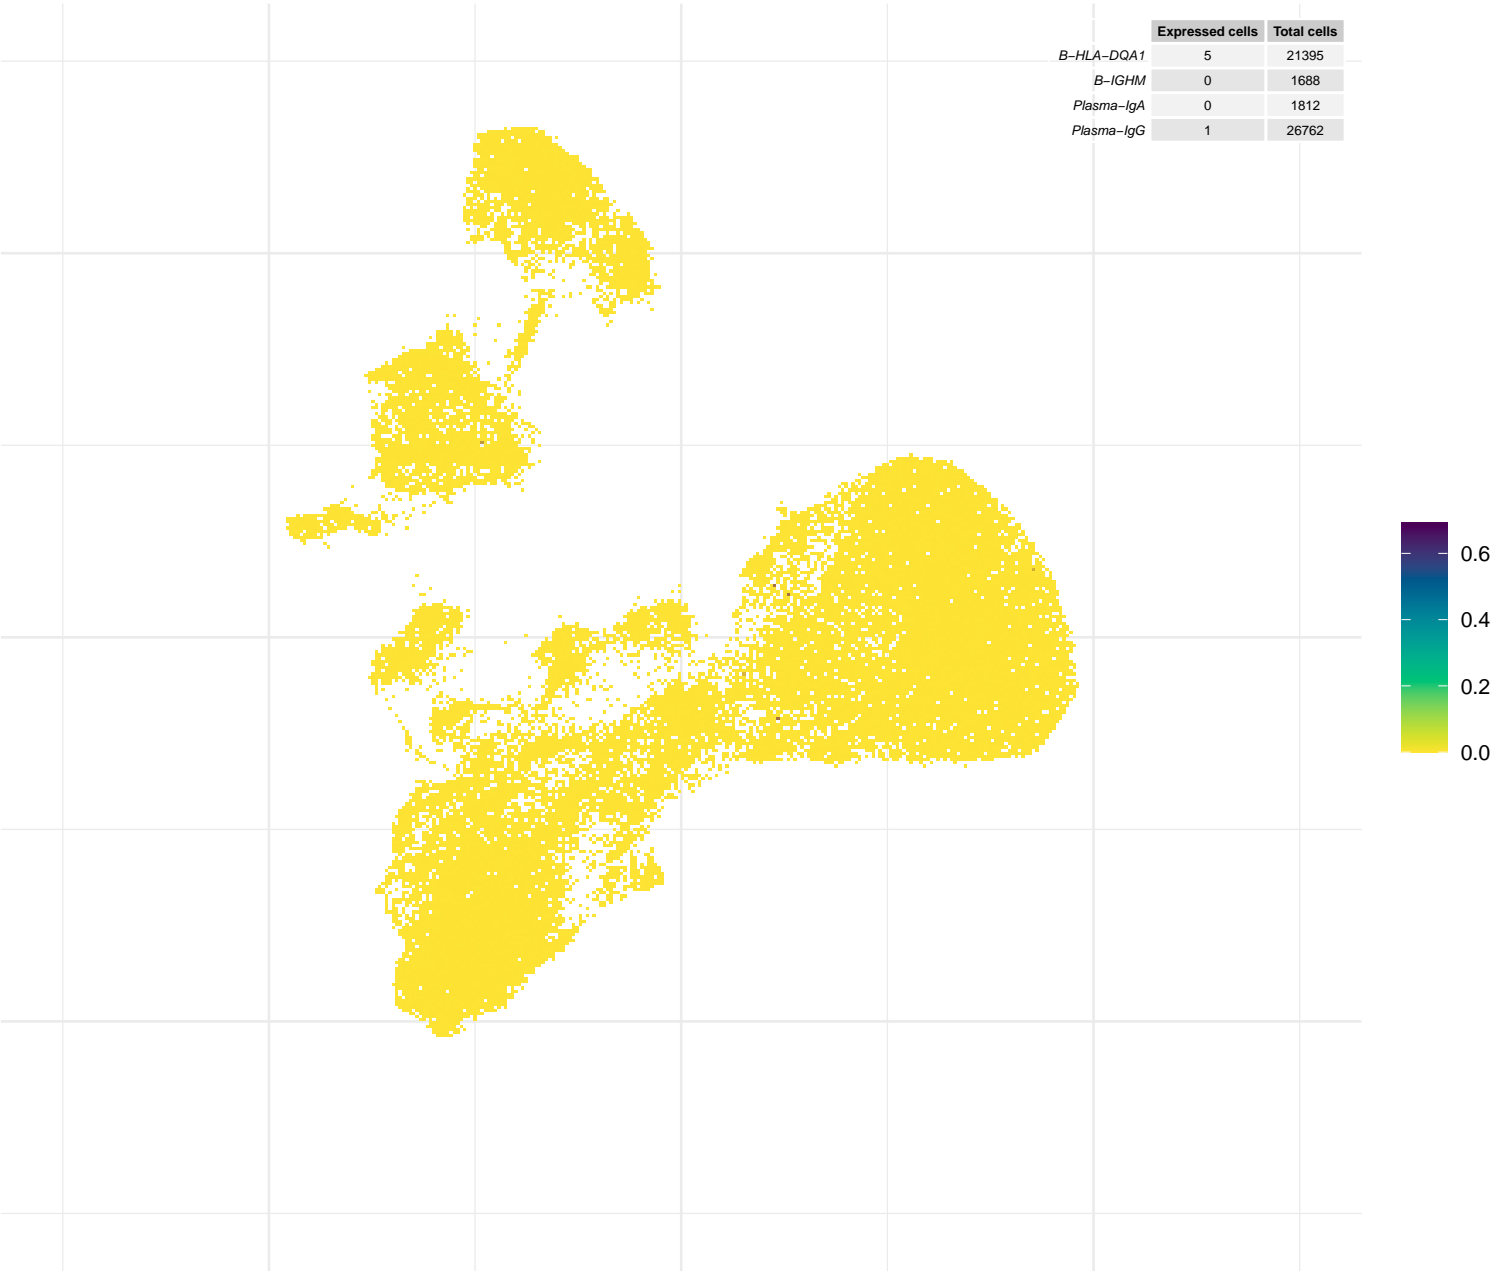 Expressed cells Total cells
B−HLA−DQA1 5 21395
B−IGHM 0 1688
Plasma−IgA 0 1812
Plasma−IgG 1 26762
0.6
0.4
0.2
0.0